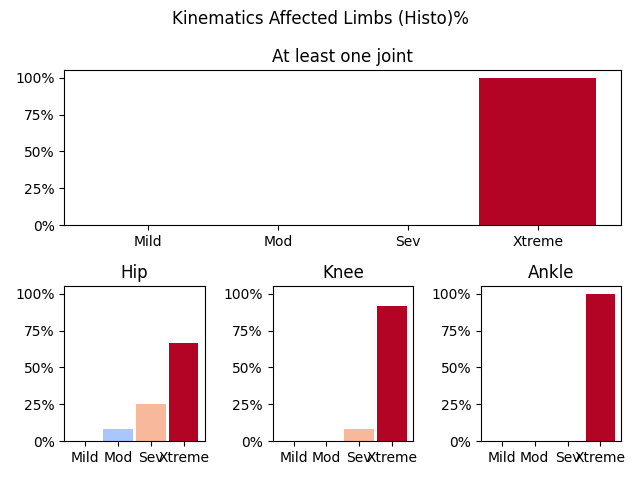 Kinematics Affected Limbs (Histo)%
At least one joint
100%
75%
50%
25%
0%
Mild Mod Sev Xtreme
Hip Knee Ankle
100% 100% 100%
75% 75% 75%
50% 50% 50%
25% 25% 25%
0% 0% 0%
Mild Mod Sev Xtreme Mild Mod Sev Xtreme Mild Mod Sev Xtreme